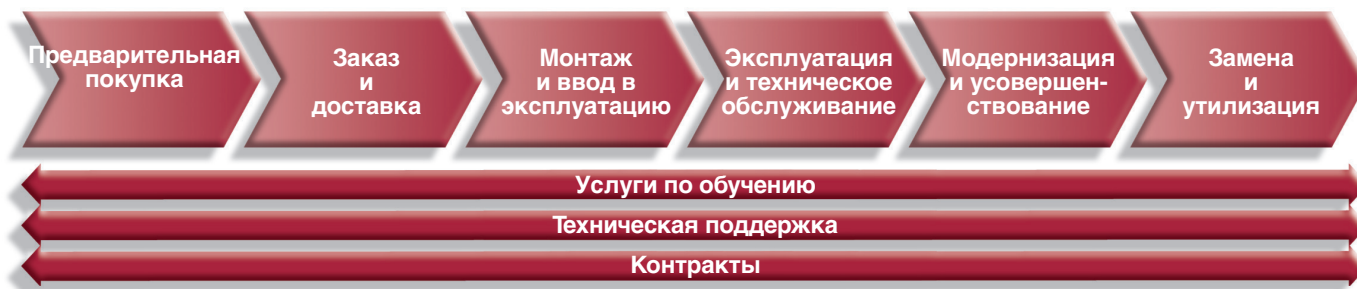 Предварительная
покупка
Заказ
и
доставка
Монтаж
и ввод в
эксплуатацию
Эксплуатация
и техническое
обслуживание
Модернизация
и усовершен-
ствование
Замена
и
утилизация
Услуги по обучению
Техническая поддержка
Контракты